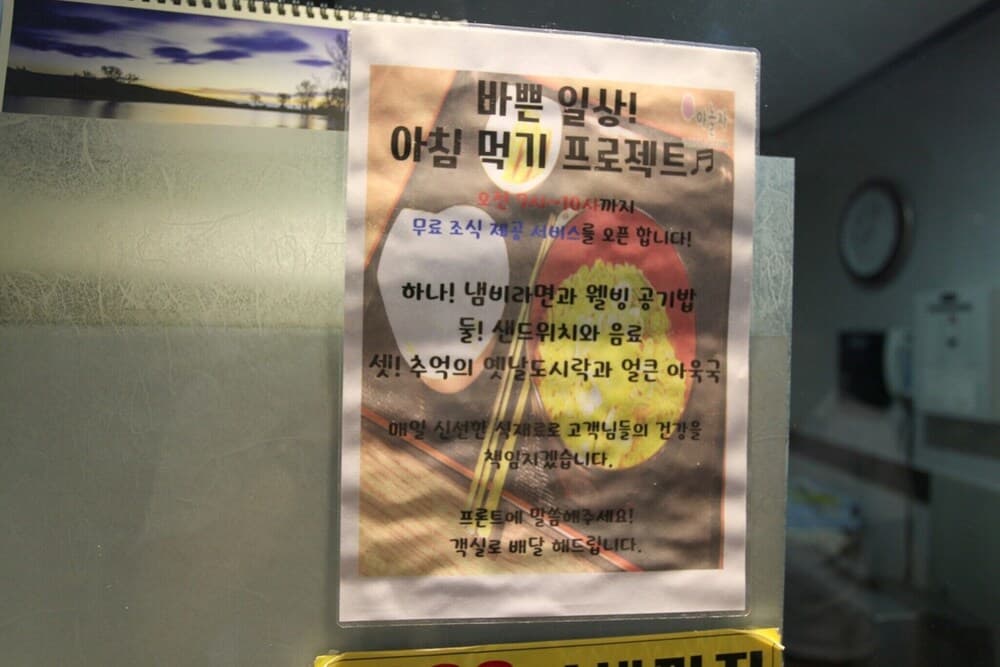 바쁜 일상!
아침 먹기 프로젝트♬
야놀자
오전 7시~10시까지
무료 조식 제공 서비스를 오픈 합니다!
하나! 냄비라면과 웰빙 공기밥
둘! 샌드위치와 음료
셋! 추억의 옛날도시락과 얼큰 아욱국
매일 신선한 식재료로 고객님들의 건강을
책임지겠습니다.
프론트에 말씀해주세요!
객실로 배달 해드립니다.